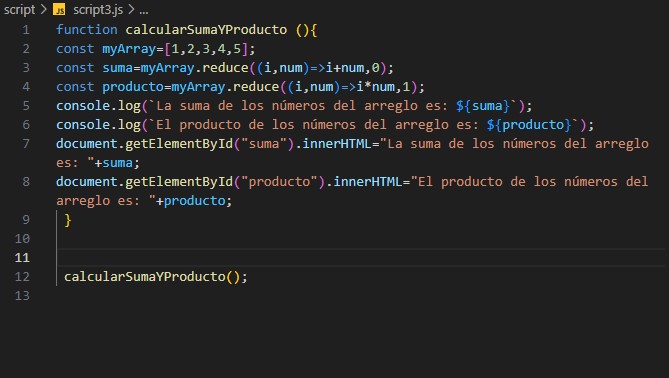 script > JS script3.js > ...
1 function calcularSumaYProducto (){
2 const myArray=[1,2,3,4,5];
3 const suma=myArray.reduce((i,num)=>i+num,0);
4 const producto=myArray.reduce((i,num)=>i*num,1);
5 console.log(`La suma de los números del arreglo es: ${suma}`);
6 console.log(`El producto de los números del arreglo es: ${producto}`);
7 document.getElementById("suma").innerHTML="La suma de los números del arreglo
es: "+suma;
8 document.getElementById("producto").innerHTML="El producto de los números del
arreglo es: "+producto;
9 }
10
11
12 calcularSumaYProducto();
13